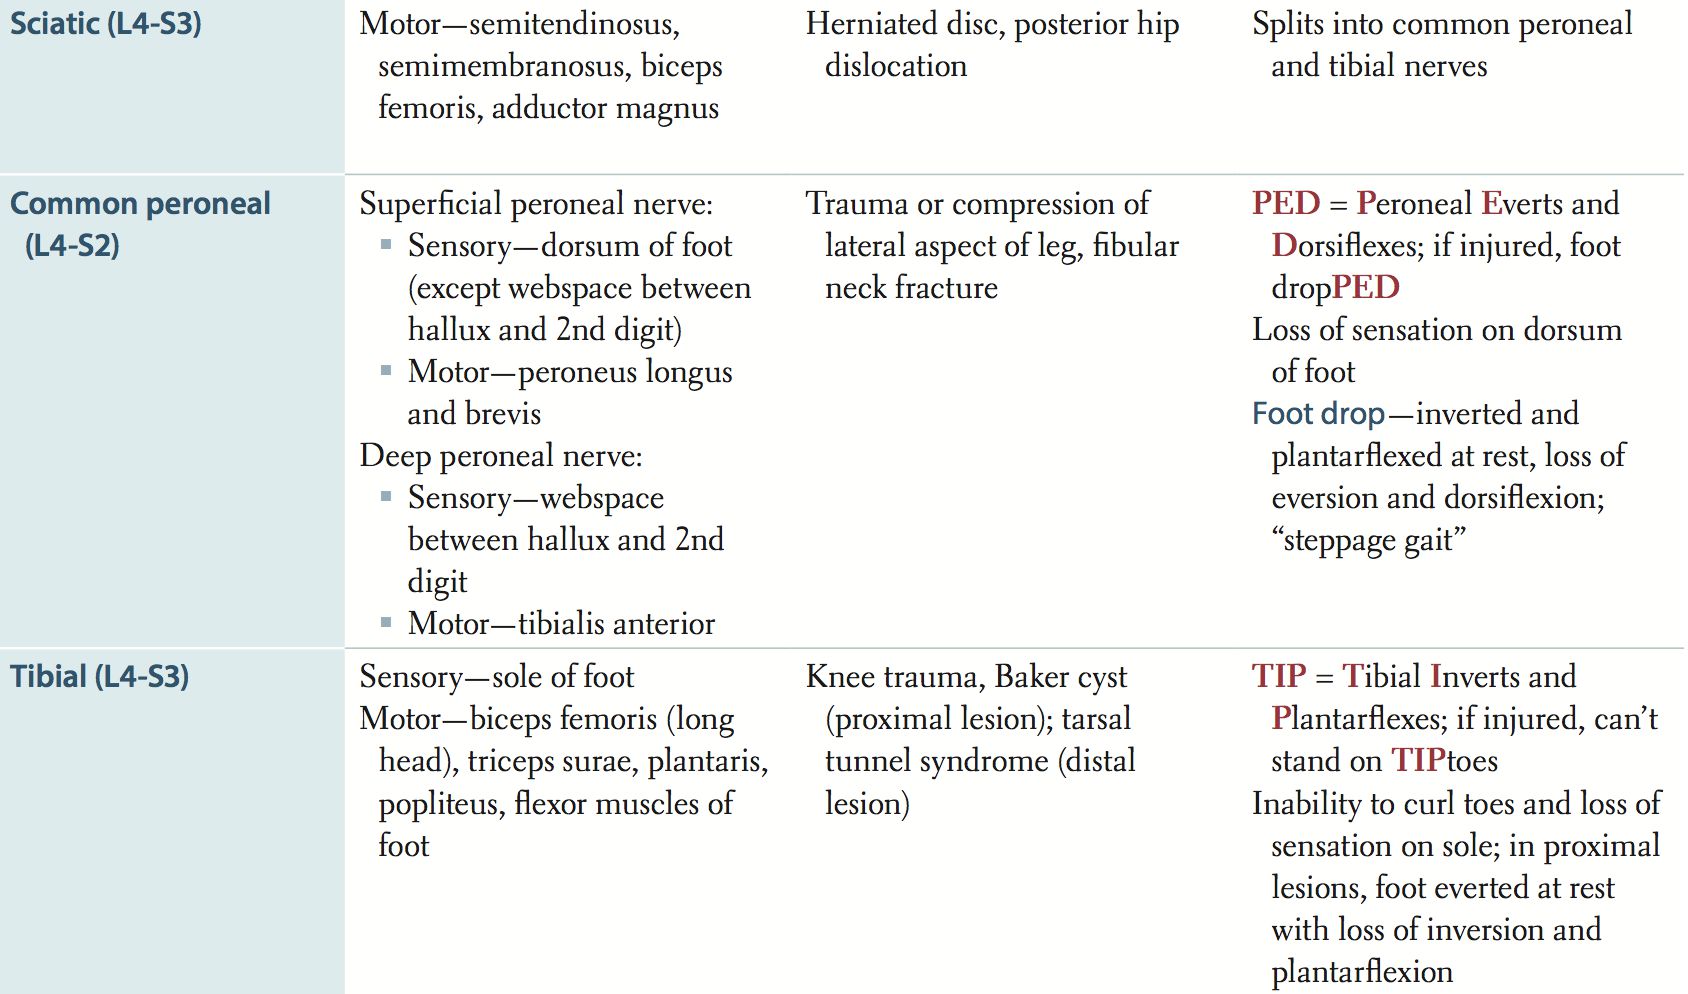 Sciatic (L4-S3)
Motor—semitendinosus,
semimembranosus, biceps
femoris, adductor magnus
Herniated disc, posterior hip
dislocation
Splits into common peroneal
and tibial nerves
Common peroneal
(L4-S2)
Superficial peroneal nerve:
▪ Sensory—dorsum of foot
(except webspace between
hallux and 2nd digit)
▪ Motor—peroneus longus
and brevis
Deep peroneal nerve:
▪ Sensory—webspace
between hallux and 2nd
digit
▪ Motor—tibialis anterior
Trauma or compression of
lateral aspect of leg, fibular
neck fracture
PED = Peroneal Everts and
Dorsiflexes; if injured, foot
dropPED
Loss of sensation on dorsum
of foot
Foot drop—inverted and
plantarflexed at rest, loss of
eversion and dorsiflexion;
“steppage gait”
Tibial (L4-S3)
Sensory—sole of foot
Motor—biceps femoris (long
head), triceps surae, plantaris,
popliteus, flexor muscles of
foot
Knee trauma, Baker cyst
(proximal lesion); tarsal
tunnel syndrome (distal
lesion)
TIP = Tibial Inverts and
Plantarflexes; if injured, can’t
stand on TIPtoes
Inability to curl toes and loss of
sensation on sole; in proximal
lesions, foot everted at rest
with loss of inversion and
plantarflexion